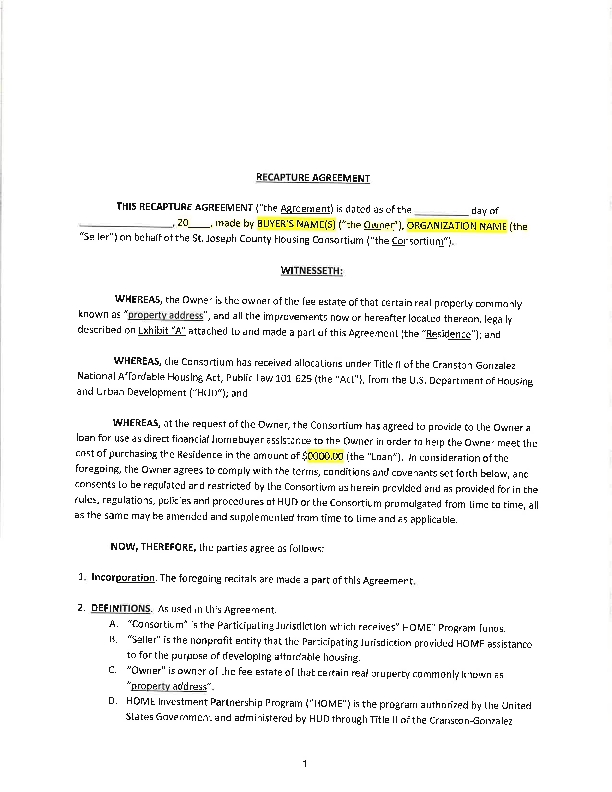 RECAPTURE AGREEMENT
THIS RECAPTURE AGREEMENT ("the Agreement) is dated as of the __________ day of
_________________, 20____, made by BUYER'S NAME(S) ("the Owner"), ORGANIZATION NAME (the
"Seller") on behalf of the St. Joseph County Housing Consortium ("the Consortium").
WITNESSETH:
WHEREAS, the Owner is the owner of the fee estate of that certain real property commonly
known as "property address", and all the improvements now or hereafter located thereon, legally
described on Exhibit "A" attached to and made a part of this Agreement (the "Residence"); and
WHEREAS, the Consortium has received allocations under Title II of the Cranston-Gonzalez
National Affordable Housing Act, Public Law 101-625 (the "Act"), from the U.S. Department of Housing
and Urban Development ("HUD"); and
WHEREAS, at the request of the Owner, the Consortium has agreed to provide to the Owner a
loan for use as direct financial homebuyer assistance to the Owner in order to help the Owner meet the
cost of purchasing the Residence in the amount of $0000.00 (the "Loan"). In consideration of the
foregoing, the Owner agrees to comply with the terms, conditions and covenants set forth below, and
consents to be regulated and restricted by the Consortium as herein provided and as provided for in the
rules, regulations, policies and procedures of HUD or the Consortium promulgated from time to time, all
as the same may be amended and supplemented from time to time and as applicable.
NOW, THEREFORE, the parties agree as follows:
1. Incorporation. The foregoing recitals are made a part of this Agreement.
2. DEFINITIONS. As used in this Agreement.
A. "Consortium" is the Participating Jurisdiction which receives" HOME" Program funds.
B. "Seller" is the nonprofit entity that the Participating Jurisdiction provided HOME assistance
to for the purpose of developing affordable housing.
C. "Owner" is owner of the fee estate of that certain real property commonly known as
"property address".
D. HOME Investment Partnership Program ("HOME") is the program authorized by the United
States Government and administered by HUD through Title II of the Cranston-Gonzalez
1